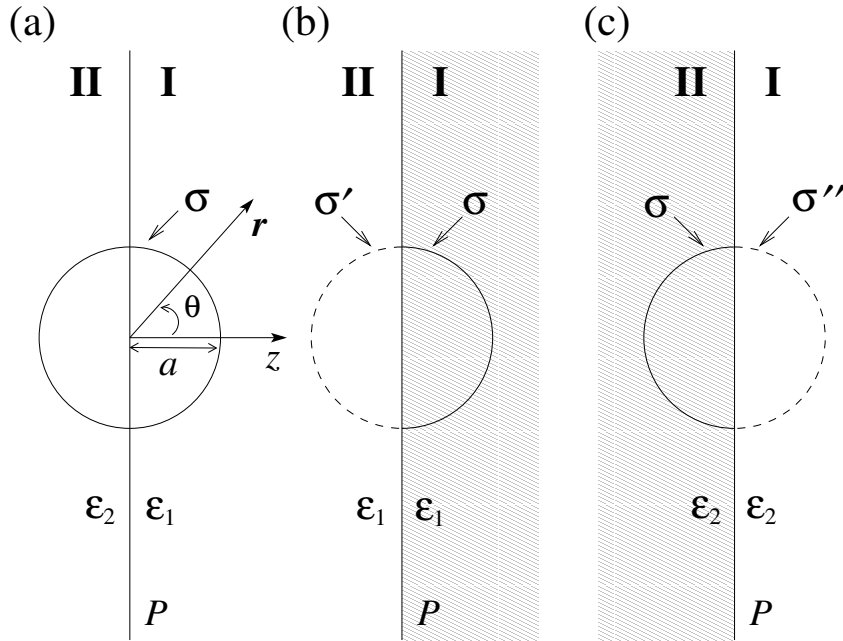 (a)
(b)
(c)
II I
II I
II I
σ
σ′ σ
σ σ″
r
θ
a
z
ε₂ ε₁
ε₁ ε₁
ε₂ ε₂
P
P
P